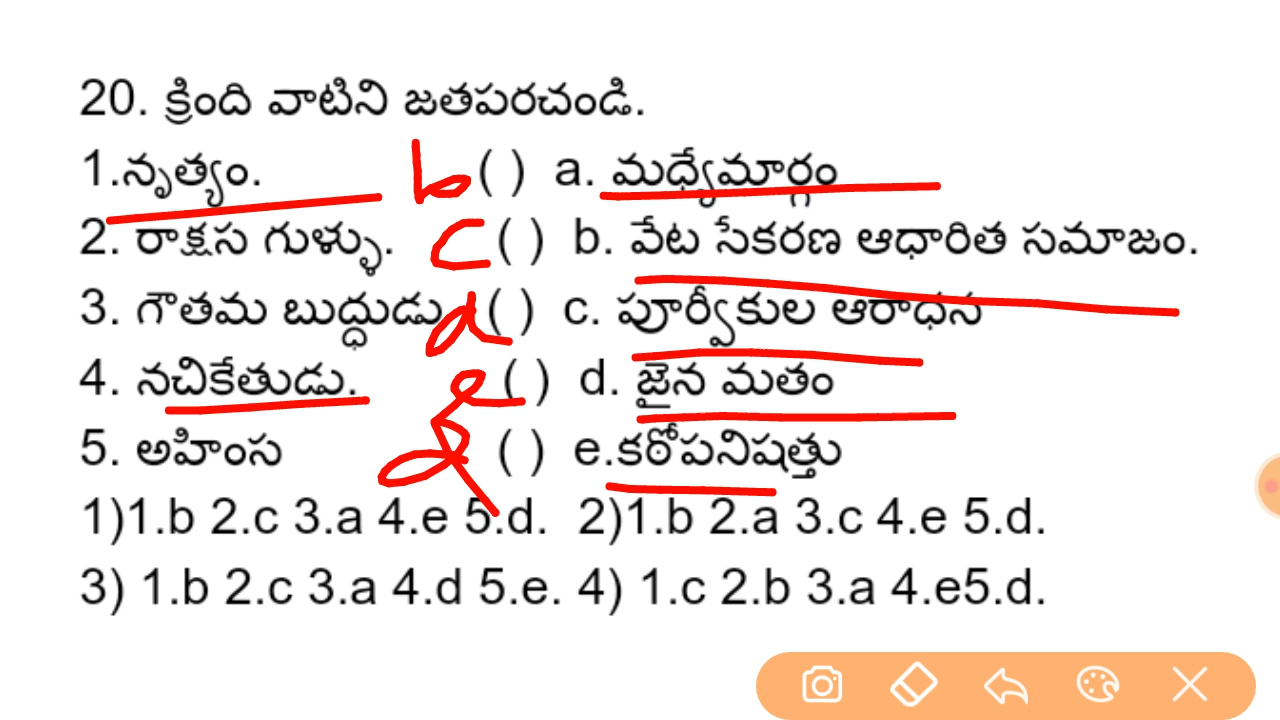 20. క్రింది వాటిని జతపరచండి.
1.నృత్యం. b ( ) a. మధ్యేమార్గం
2. రాక్షస గుళ్ళు. c ( ) b. వేట సేకరణ ఆధారిత సమాజం.
3. గౌతమ బుద్ధుడు a ( ) c. పూర్వీకుల ఆరాధన
4. నచికేతుడు. e ( ) d. జైన మతం
5. అహింస d ( ) e.కఠోపనిషత్తు
1)1.b 2.c 3.a 4.e 5.d. 2)1.b 2.a 3.c 4.e 5.d.
3) 1.b 2.c 3.a 4.d 5.e. 4) 1.c 2.b 3.a 4.e5.d.